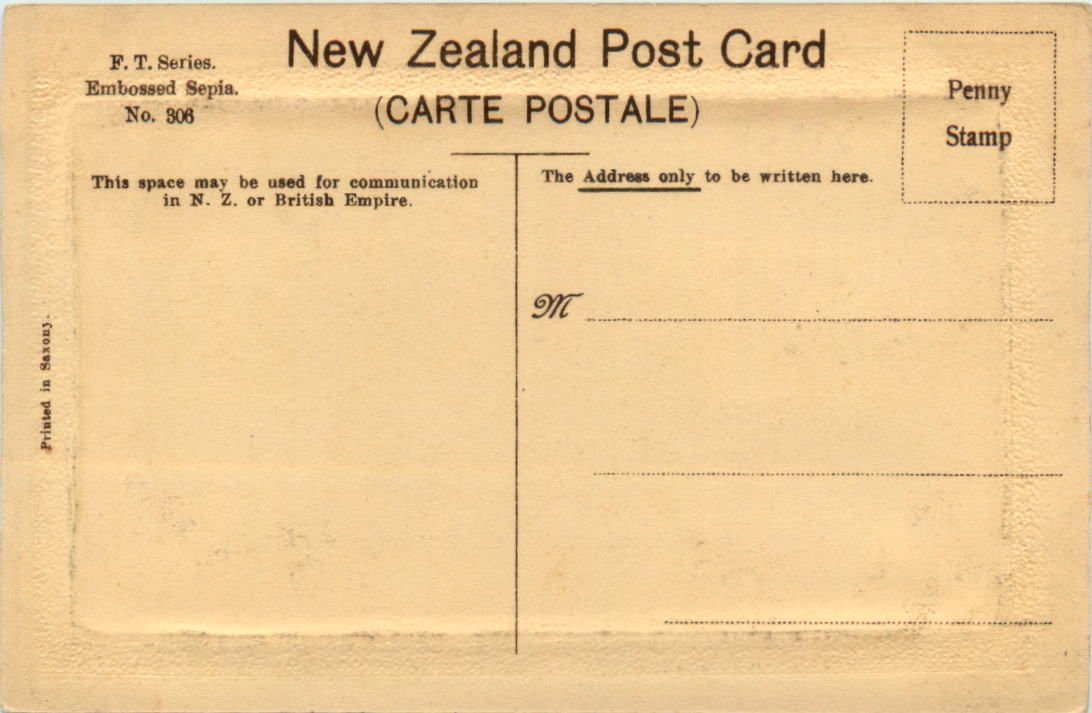 New Zealand Post Card
(CARTE POSTALE)
F. T. Series.
Embossed Sepia.
No. 306
Penny
Stamp
This space may be used for communication
in N. Z. or British Empire.
The Address only to be written here.
M
Printed in Saxony.